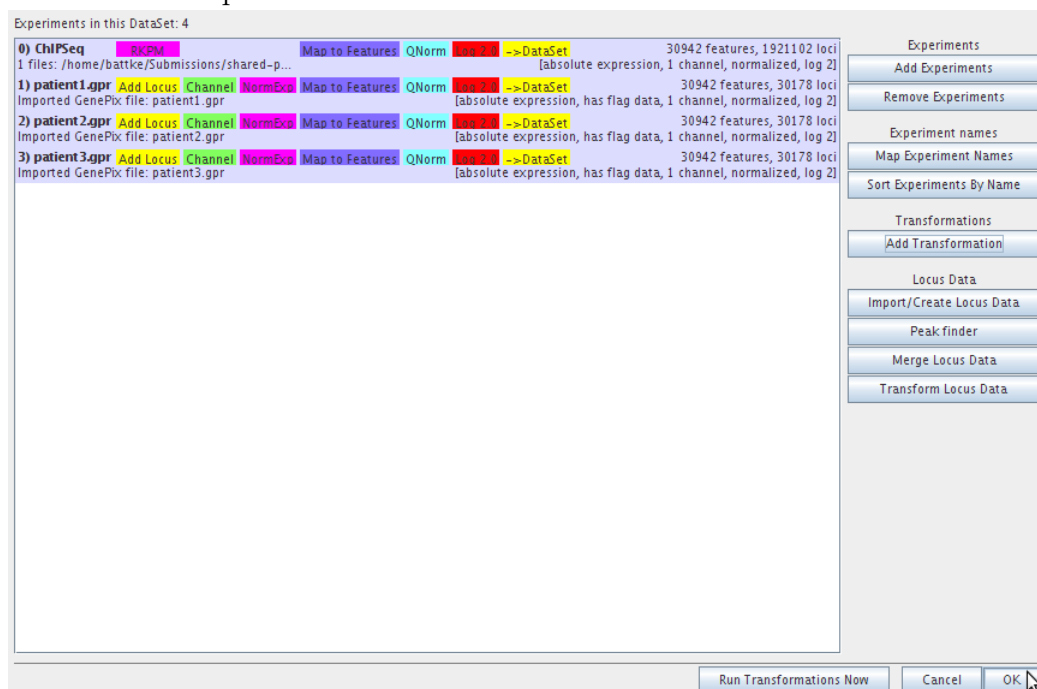 Experiments in this DataSet: 4
0) ChIPSeq RKPM Map to Features QNorm Log 2.0 ->DataSet 30942 features, 1921102 loci
1 files: /home/battke/Submissions/shared-p... [absolute expression, 1 channel, normalized, log 2]
1) patient1.gpr Add Locus Channel NormExp Map to Features QNorm Log 2.0 ->DataSet 30942 features, 30178 loci
Imported GenePix file: patient1.gpr [absolute expression, has flag data, 1 channel, normalized, log 2]
2) patient2.gpr Add Locus Channel NormExp Map to Features QNorm Log 2.0 ->DataSet 30942 features, 30178 loci
Imported GenePix file: patient2.gpr [absolute expression, has flag data, 1 channel, normalized, log 2]
3) patient3.gpr Add Locus Channel NormExp Map to Features QNorm Log 2.0 ->DataSet 30942 features, 30178 loci
Imported GenePix file: patient3.gpr [absolute expression, has flag data, 1 channel, normalized, log 2]
Experiments
Add Experiments
Remove Experiments
Experiment names
Map Experiment Names
Sort Experiments By Name
Transformations
Add Transformation
Locus Data
Import/Create Locus Data
Peak finder
Merge Locus Data
Transform Locus Data
Run Transformations Now Cancel OK